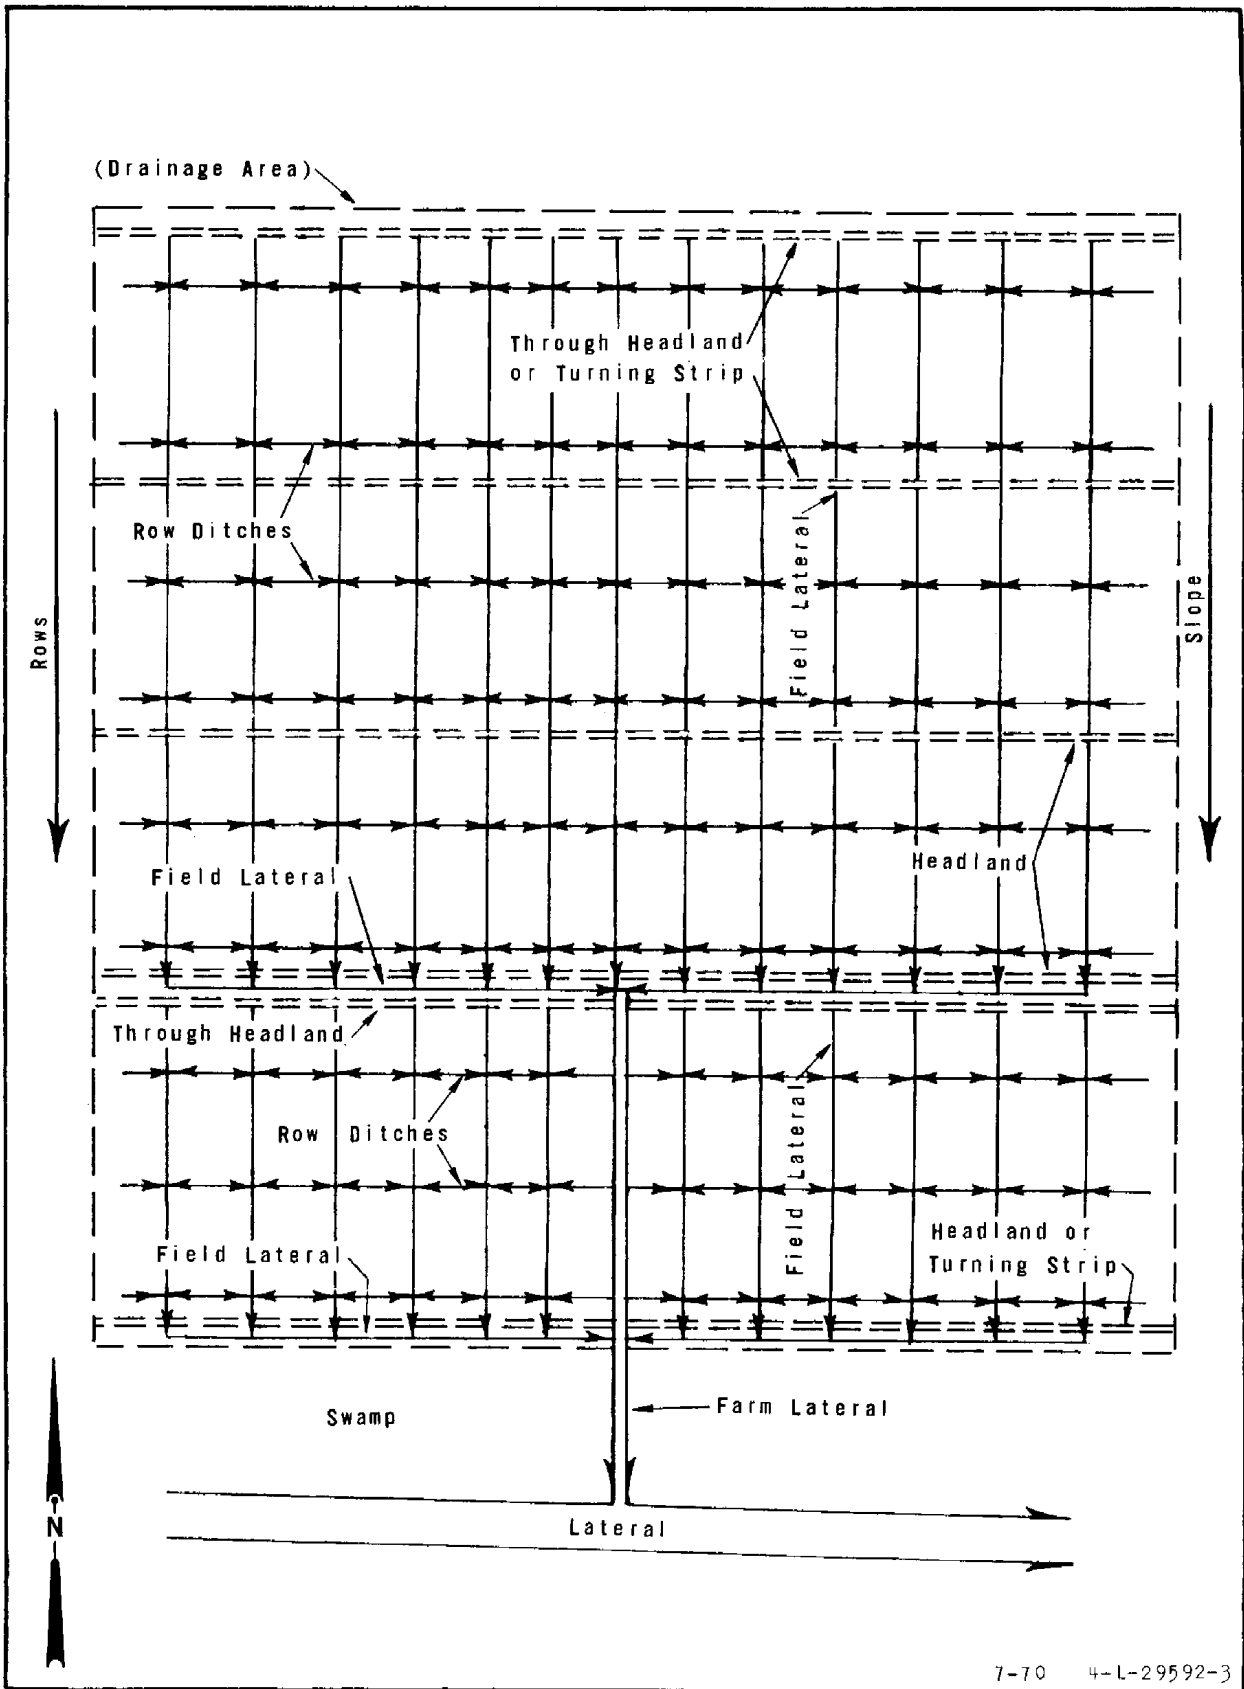 (Drainage Area)
Through Headland
or Turning Strip
Row Ditches
Field Lateral
Rows
Slope
Headland
Field Lateral
Through Headland
Row Ditches
Field Lateral
Field Lateral
Headland or
Turning Strip
Swamp
Farm Lateral
N
Lateral
7-70 4-L-29592-3